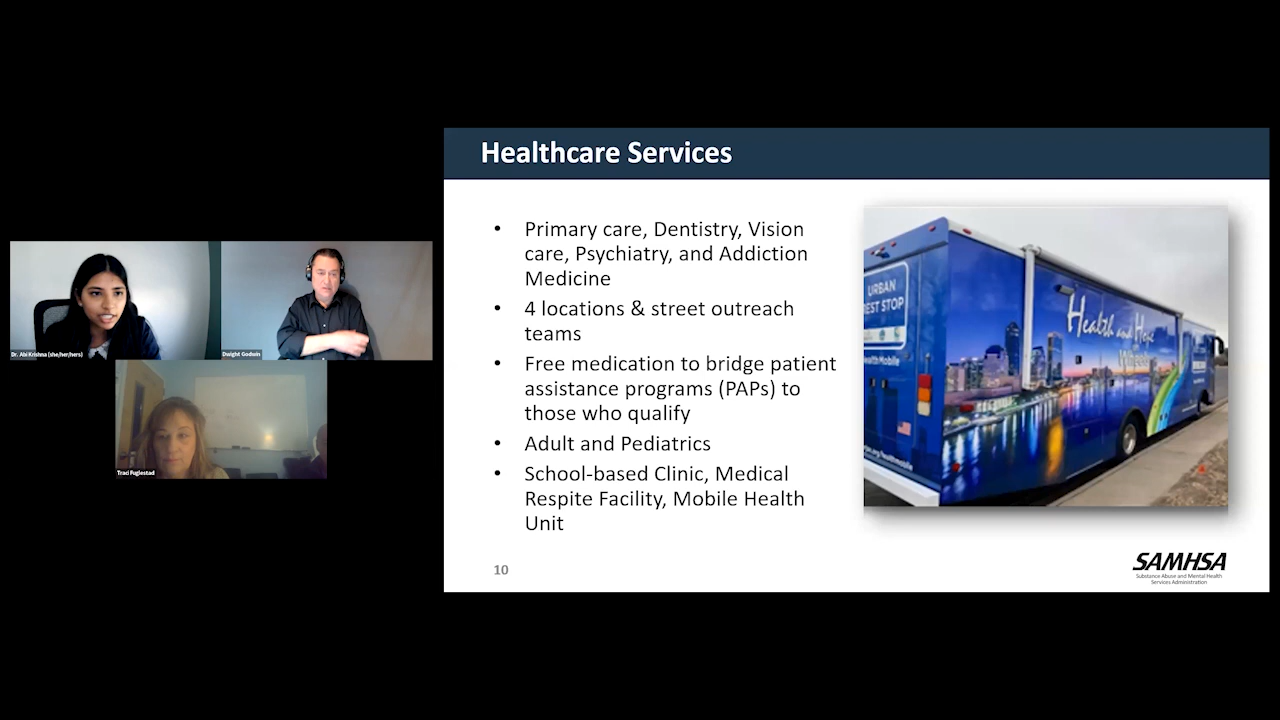 Healthcare Services
• Primary care, Dentistry, Vision
care, Psychiatry, and Addiction
Medicine
• 4 locations & street outreach
teams
• Free medication to bridge patient
assistance programs (PAPs) to
those who qualify
• Adult and Pediatrics
• School-based Clinic, Medical
Respite Facility, Mobile Health
Unit
10
URBAN
REST STOP
Health and Hope
Wheels
SAMHSA
Substance Abuse and Mental Health
Services Administration
Dr. Abi Krishna (she/her/hers)
Dwight Godwin
Traci Fuglestad